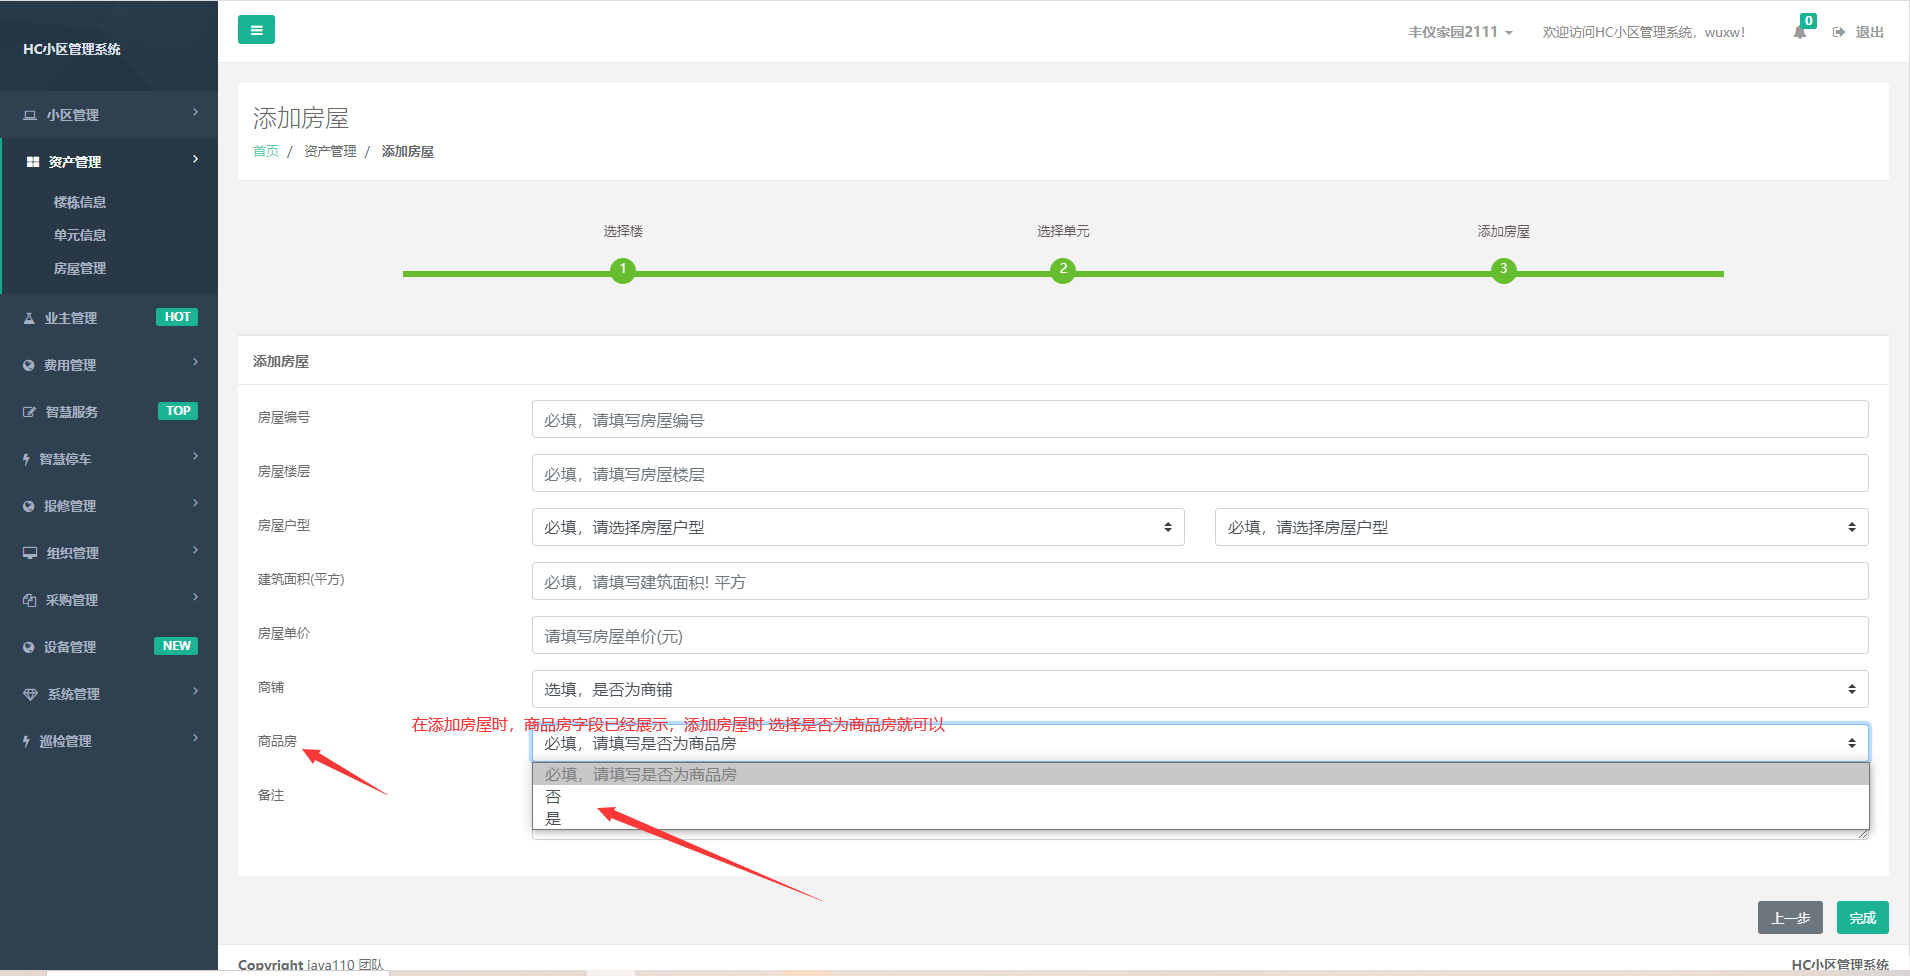 HC小区管理系统
丰仪家园2111
欢迎访问HC小区管理系统，wuxw！
0
退出
小区管理
资产管理
楼栋信息
单元信息
房屋管理
业主管理
HOT
费用管理
智慧服务
TOP
智慧停车
报修管理
组织管理
采购管理
设备管理
NEW
系统管理
巡检管理
添加房屋
首页 / 资产管理 / 添加房屋
选择楼
选择单元
添加房屋
1
2
3
添加房屋
房屋编号
必填，请填写房屋编号
房屋楼层
必填，请填写房屋楼层
房屋户型
必填，请选择房屋户型
必填，请选择房屋户型
建筑面积(平方)
必填，请填写建筑面积! 平方
房屋单价
请填写房屋单价(元)
商铺
选填，是否为商铺
在添加房屋时，商品房字段已经展示，添加房屋时 选择是否为商品房就可以
商品房
必填，请填写是否为商品房
必填，请填写是否为商品房
否
是
备注
上一步
完成
Copyright java110 团队
HC小区管理系统